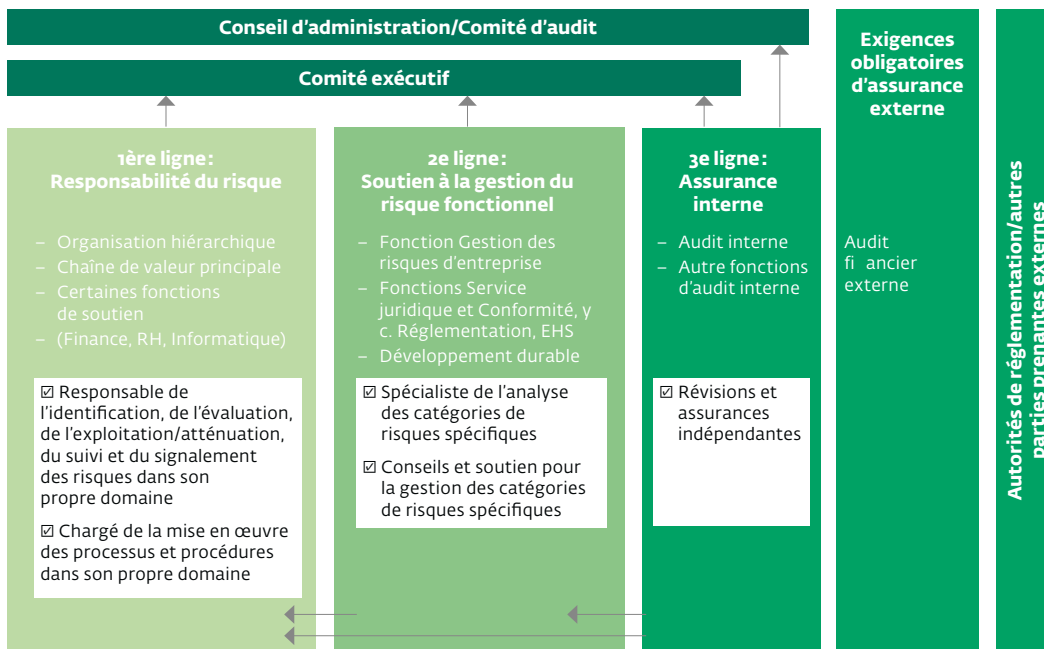 Conseil d'administration/Comité d'audit
Comité exécutif
1ère ligne:
Responsabilité du risque
– Organisation hiérarchique
– Chaîne de valeur principale
– Certaines fonctions
de soutien
– (Finance, RH, Informatique)
☑ Responsable de
l'identification, de l'évaluation,
de l'exploitation/atténuation,
du suivi et du signalement
des risques dans son
propre domaine
☑ Chargé de la mise en œuvre
des processus et procédures
dans son propre domaine
2e ligne:
Soutien à la gestion du
risque fonctionnel
– Fonction Gestion des
risques d'entreprise
– Fonctions Service
juridique et Conformité, y
c. Réglementation, EHS
– Développement durable
☑ Spécialiste de l'analyse
des catégories de
risques spécifiques
☑ Conseils et soutien pour
la gestion des catégories
de risques spécifiques
3e ligne:
Assurance
interne
– Audit interne
– Autre fonctions
d'audit interne
☑ Révisions et
assurances
indépendantes
Exigences
obligatoires
d'assurance
externe
Audit
fi ancier
externe
Autorités de réglementation/autres
parties prenantes externes